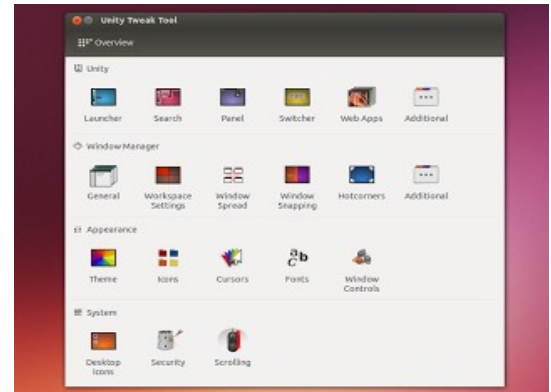 Unity Tweak Tool
Overview
Unity
Launcher Search Panel Switcher Web Apps Additional
Window Manager
General Workspace Settings Window Spread Window Snapping Hotcorners Additional
Appearance
Theme Icons Cursors Fonts Window Controls
System
Desktop Icons Security Scrolling